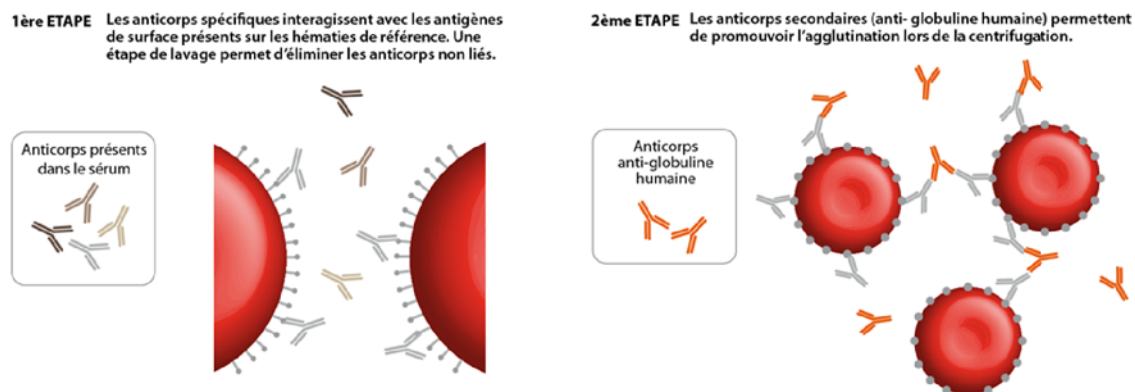 1ère ETAPE Les anticorps spécifiques interagissent avec les antigènes
de surface présents sur les hématies de référence. Une
étape de lavage permet d'éliminer les anticorps non liés.
Anticorps présents
dans le sérum
2ème ETAPE Les anticorps secondaires (anti- globuline humaine) permettent
de promouvoir l'agglutination lors de la centrifugation.
Anticorps
anti-globuline
humaine